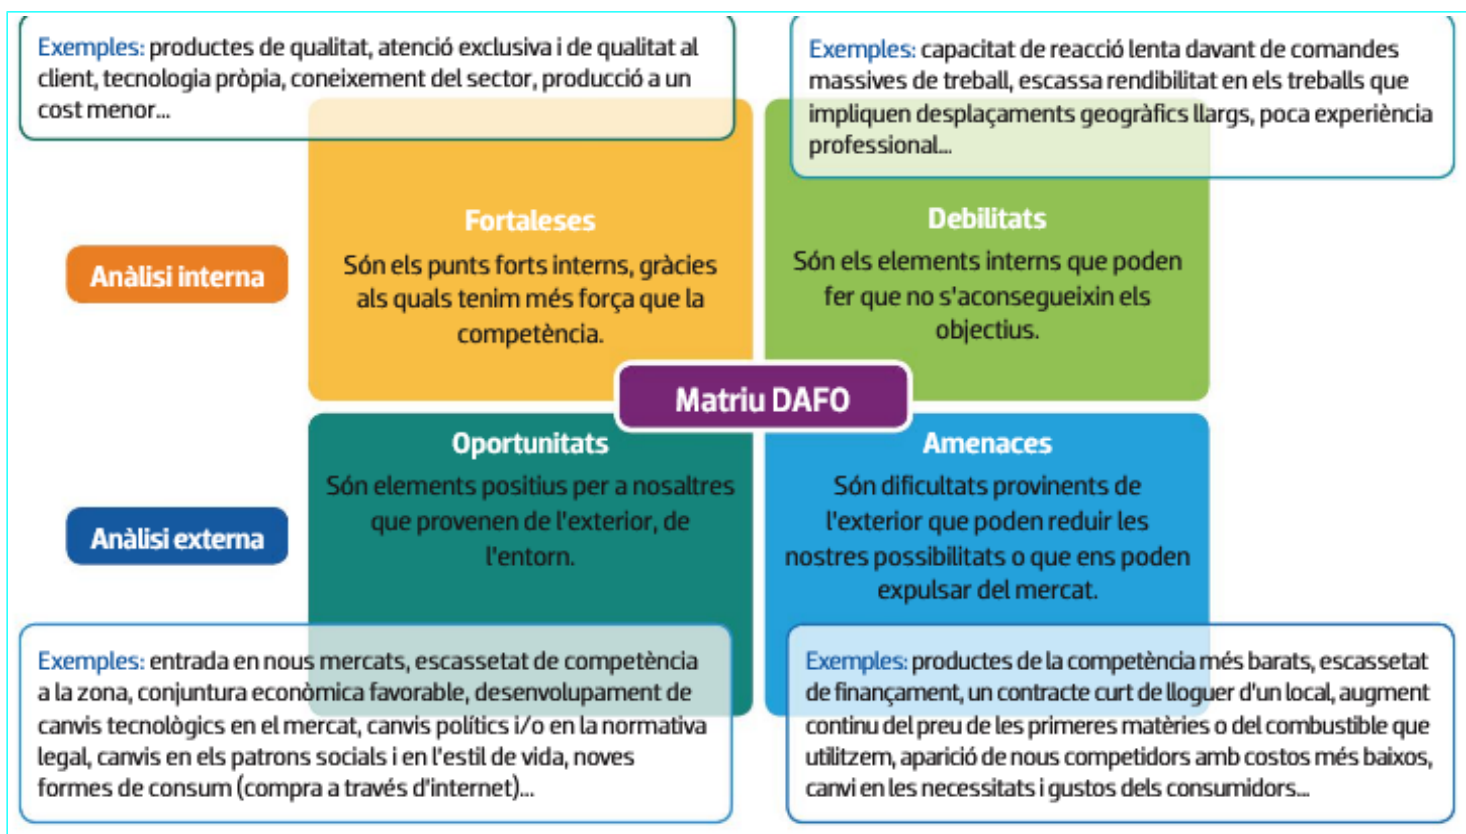 Exemples: productes de qualitat, atenció exclusiva i de qualitat al
client, tecnologia pròpia, coneixement del sector, producció a un
cost menor...
Exemples: capacitat de reacció lenta davant de comandes
massives de treball, escassa rendibilitat en els treballs que
impliquen desplaçaments geogràfics llargs, poca experiència
professional...
Anàlisi interna
Fortaleses
Són els punts forts interns, gràcies
als quals tenim més força que la
competència.
Debilitats
Són els elements interns que poden
fer que no s'aconsegueixin els
objectius.
Matriu DAFO
Anàlisi externa
Oportunitats
Són elements positius per a nosaltres
que provenen de l'exterior, de
l'entorn.
Amenaces
Són dificultats provinents de
l'exterior que poden reduir les
nostres possibilitats o que ens poden
expulsar del mercat.
Exemples: entrada en nous mercats, escassetat de competència
a la zona, conjuntura econòmica favorable, desenvolupament de
canvis tecnològics en el mercat, canvis polítics i/o en la normativa
legal, canvis en els patrons socials i en l'estil de vida, noves
formes de consum (compra a través d'internet)...
Exemples: productes de la competència més barats, escassetat
de finançament, un contracte curt de lloguer d'un local, augment
continu del preu de les primeres matèries o del combustible que
utilitzem, aparició de nous competidors amb costos més baixos,
canvi en les necessitats i gustos dels consumidors...